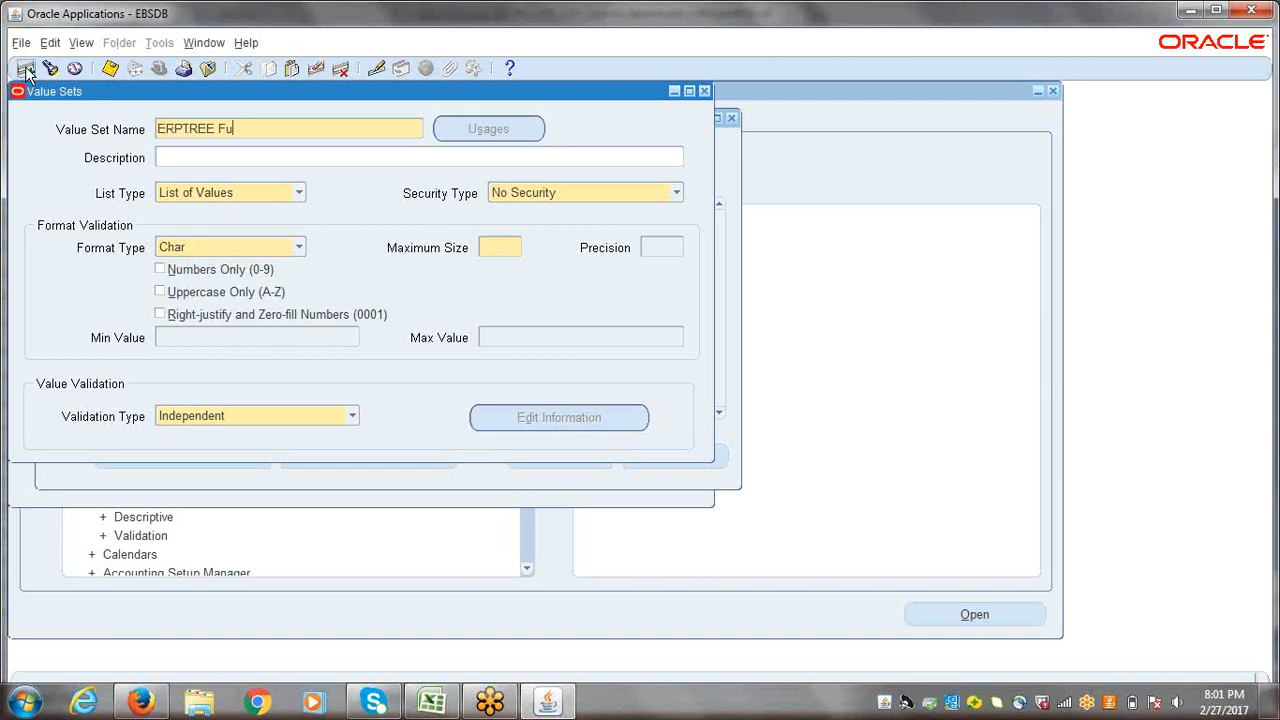 Oracle Applications - EBSDB
File Edit View Folder Tools Window Help
ORACLE
Value Sets
Value Set Name ERPTREE Fu Usages
Description
List Type List of Values Security Type No Security
Format Validation
Format Type Char Maximum Size Precision
Numbers Only (0-9)
Uppercase Only (A-Z)
Right-justify and Zero-fill Numbers (0001)
Min Value Max Value
Value Validation
Validation Type Independent Edit Information
+ Descriptive
+ Validation
+ Calendars
+ Accounting Setup Manager
Open
8:01 PM
2/27/2017